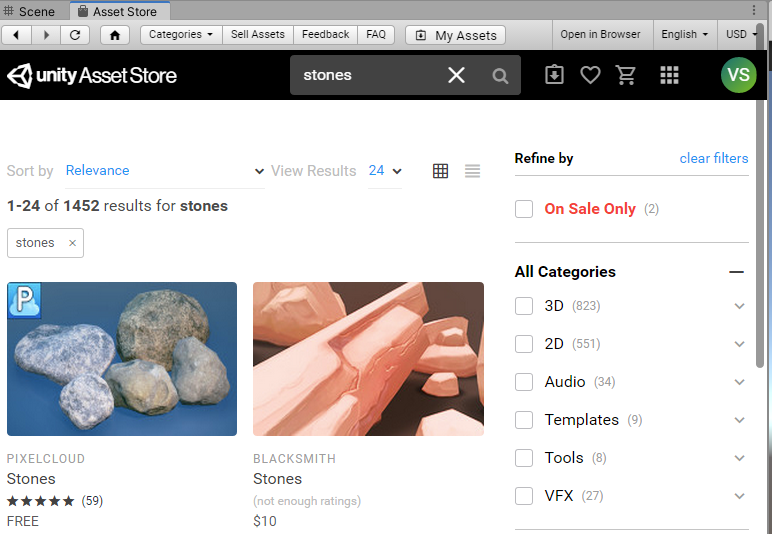 Scene Asset Store
Categories Sell Assets Feedback FAQ My Assets Open in Browser English USD
unity Asset Store stones VS
Sort by Relevance View Results 24
1-24 of 1452 results for stones
stones ×
P
PIXELCLOUD
Stones
(59)
FREE
BLACKSMITH
Stones
(not enough ratings)
$10
Refine by clear filters
On Sale Only (2)
All Categories
3D (823)
2D (551)
Audio (34)
Templates (9)
Tools (8)
VFX (27)